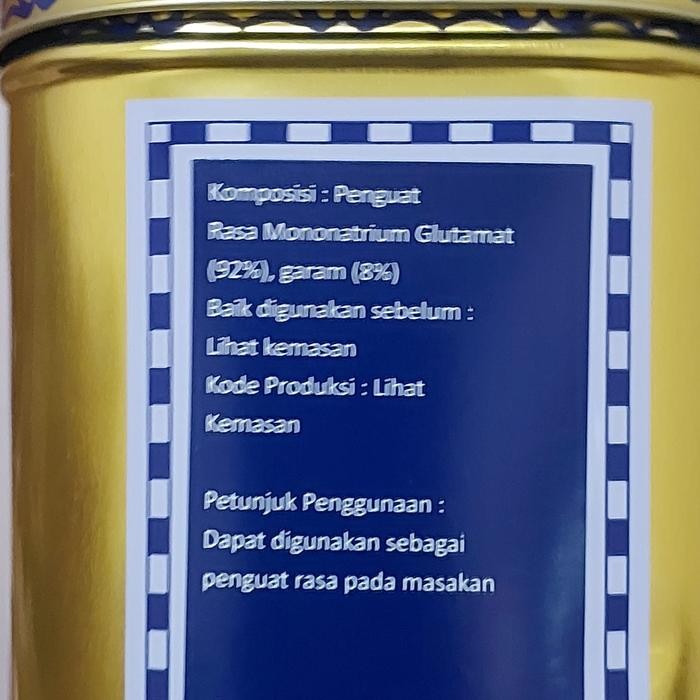 Komposisi : Penguat
Rasa Mononatrium Glutamat
(92%), garam (8%)
Baik digunakan sebelum :
Lihat kemasan
Kode Produksi : Lihat
Kemasan
Petunjuk Penggunaan :
Dapat digunakan sebagai
penguat rasa pada masakan